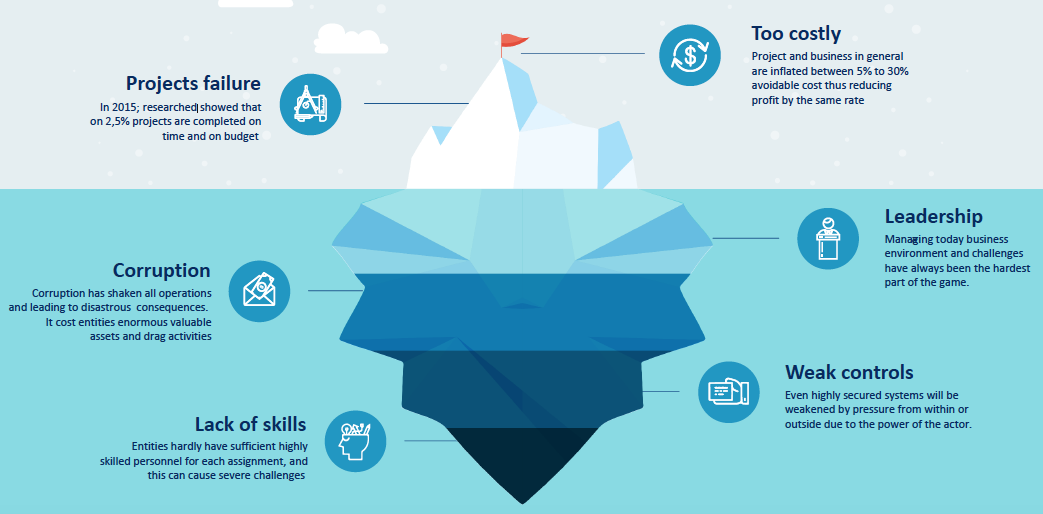 Too costly
Project and business in general
are inflated between 5% to 30%
avoidable cost thus reducing
profit by the same rate
Projects failure
In 2015; researched showed that
on 2,5% projects are completed on
time and on budget
Leadership
Managing today business
environment and challenges
have always been the hardest
part of the game.
Corruption
Corruption has shaken all operations
and leading to disastrous consequences.
It cost entities enormous valuable
assets and drag activities
Weak controls
Even highly secured systems will be
weakened by pressure from within or
outside due to the power of the actor.
Lack of skills
Entities hardly have sufficient highly
skilled personnel for each assignment, and
this can cause severe challenges